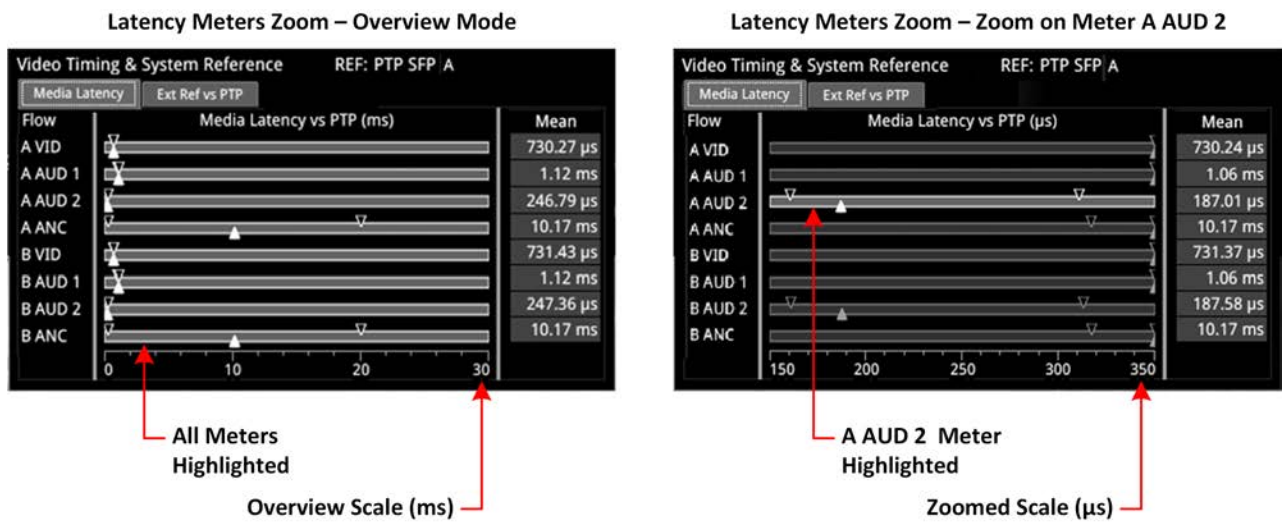 Latency Meters Zoom – Overview Mode
Video Timing & System Reference REF: PTP SFP A
Media Latency Ext Ref vs PTP
Flow Media Latency vs PTP (ms) Mean
A VID 730.27 µs
A AUD 1 1.12 ms
A AUD 2 246.79 µs
A ANC 10.17 ms
B VID 731.43 µs
B AUD 1 1.12 ms
B AUD 2 247.36 µs
B ANC 10.17 ms
0 10 20 30
All Meters
Highlighted
Overview Scale (ms)
Latency Meters Zoom – Zoom on Meter A AUD 2
Video Timing & System Reference REF: PTP SFP A
Media Latency Ext Ref vs PTP
Flow Media Latency vs PTP (µs) Mean
A VID 730.24 µs
A AUD 1 1.06 ms
A AUD 2 187.01 µs
A ANC 10.17 ms
B VID 731.37 µs
B AUD 1 1.06 ms
B AUD 2 187.58 µs
B ANC 10.17 ms
150 200 250 300 350
A AUD 2 Meter
Highlighted
Zoomed Scale (µs)